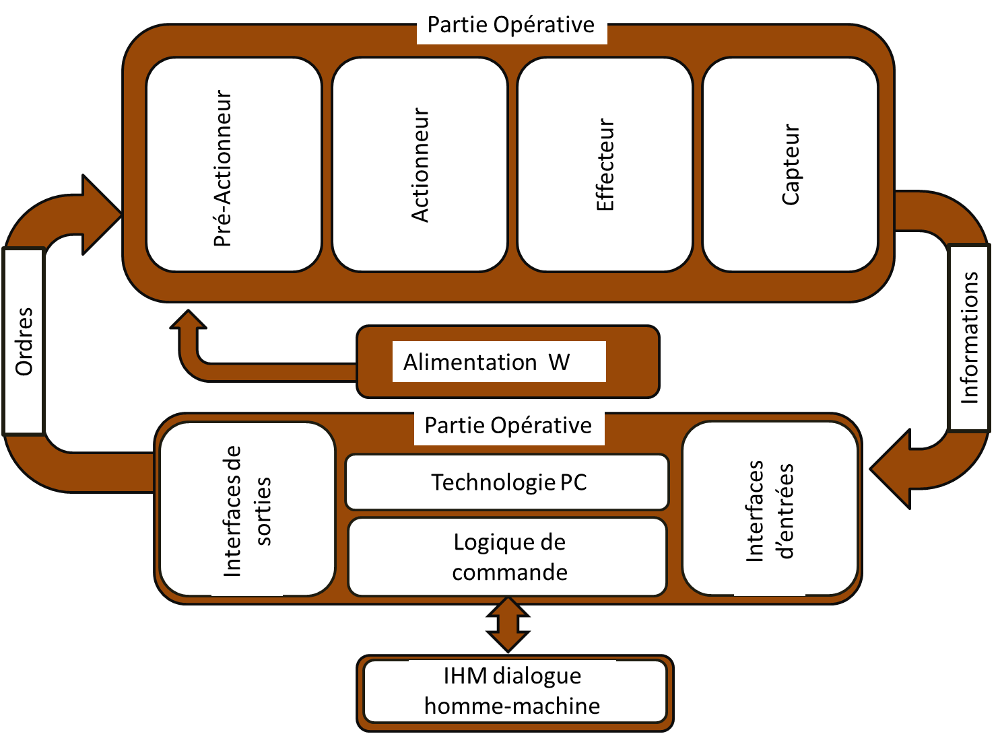 Partie Opérative
Pré-Actionneur
Actionneur
Effecteur
Capteur
Ordres
Informations
Alimentation W
Partie Opérative
Interfaces de
sorties
Technologie PC
Logique de
commande
Interfaces
d’entrées
IHM dialogue
homme-machine